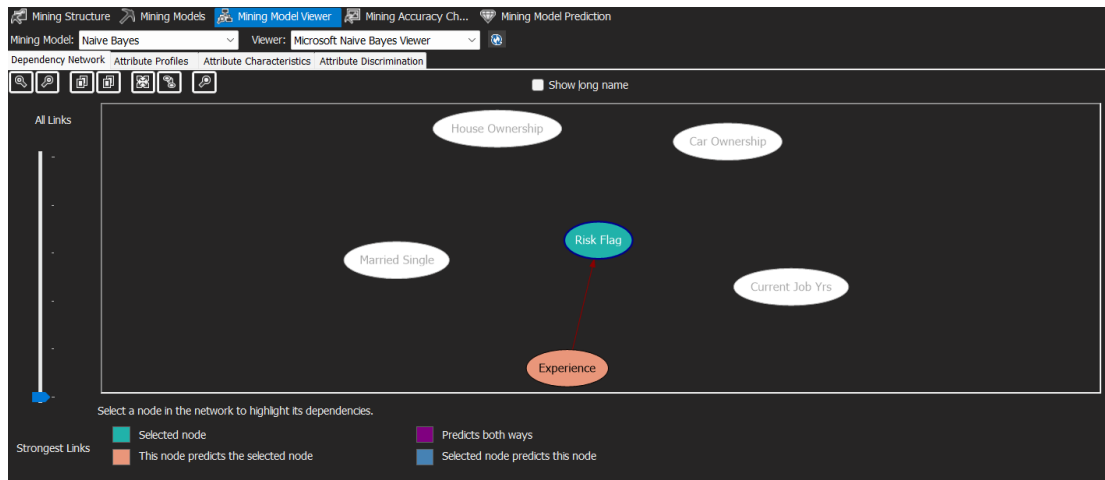 Mining Structure Mining Models Mining Model Viewer Mining Accuracy Ch... Mining Model Prediction
Mining Model: Naive Bayes Viewer: Microsoft Naive Bayes Viewer
Dependency Network Attribute Profiles Attribute Characteristics Attribute Discrimination
Show long name
All Links
House Ownership
Car Ownership
Risk Flag
Married Single
Current Job Yrs
Experience
Select a node in the network to highlight its dependencies.
Selected node Predicts both ways
Strongest Links
This node predicts the selected node Selected node predicts this node